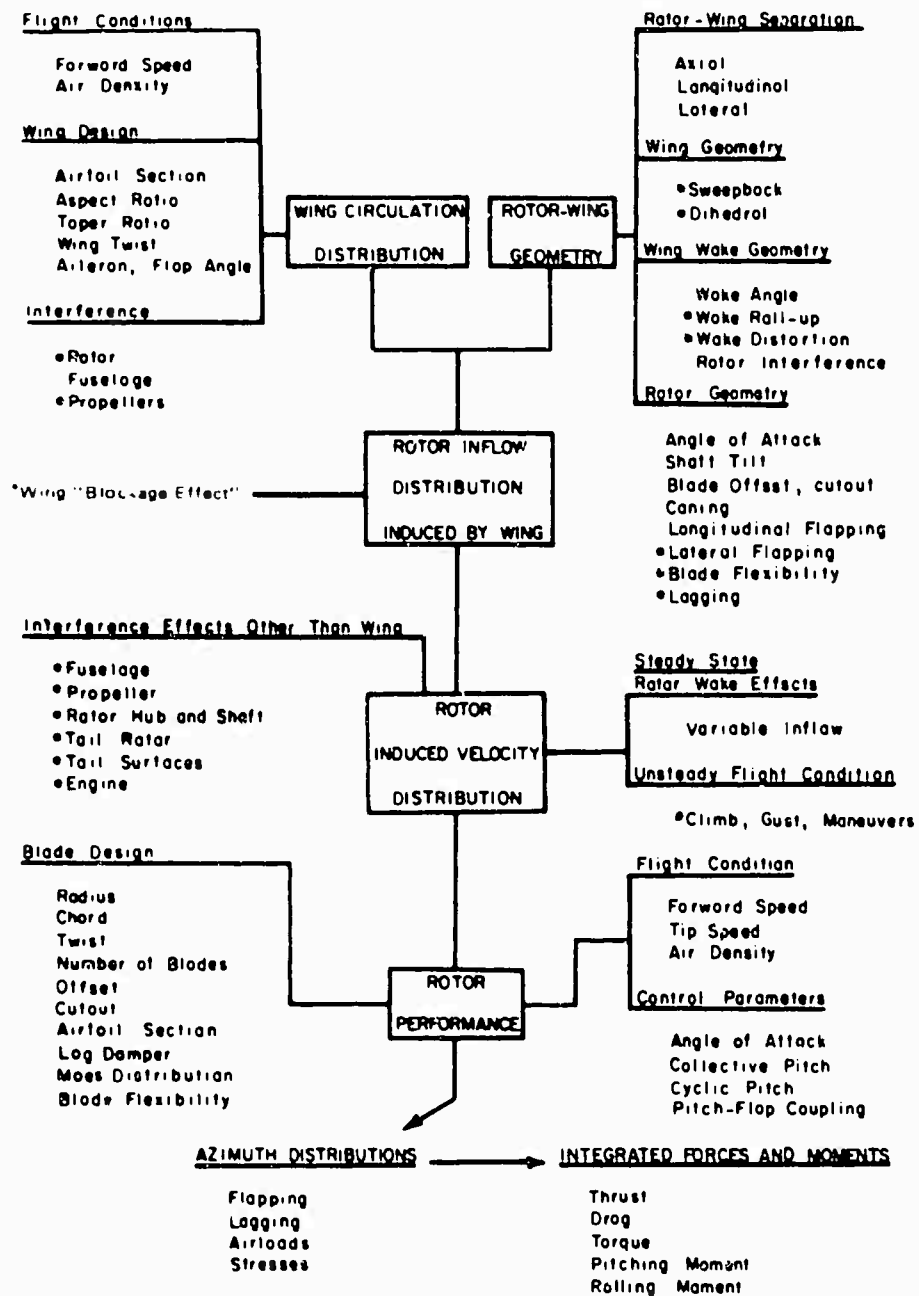 Flight Conditions
Forward Speed
Air Density
Wing Design
Airfoil Section
Aspect Ratio
Taper Ratio
Wing Twist
Aileron, Flap Angle
Interference
•Rotor
Fuselage
•Propellers
WING CIRCULATION
DISTRIBUTION
ROTOR-WING
GEOMETRY
Rotor-Wing Separation
Axial
Longitudinal
Lateral
Wing Geometry
•Sweepback
•Dihedral
Wing Wake Geometry
Wake Angle
•Wake Roll-up
•Wake Distortion
Rotor Interference
Rotor Geometry
Angle of Attack
Shaft Tilt
Blade Offset, cutout
Coning
Longitudinal Flapping
•Lateral Flapping
•Blade Flexibility
•Lagging
ROTOR INFLOW
DISTRIBUTION
INDUCED BY WING
•Wing "Blockage Effect"
Interference Effects Other Than Wing
•Fuselage
•Propeller
•Rotor Hub and Shaft
•Tail Rotor
•Tail Surfaces
•Engine
ROTOR
INDUCED VELOCITY
DISTRIBUTION
Steady State
Rotor Wake Effects
Variable Inflow
Unsteady Flight Condition
•Climb, Gust, Maneuvers
Blade Design
Radius
Chord
Twist
Number of Blades
Offset
Cutout
Airfoil Section
Lag Damper
Mass Distribution
Blade Flexibility
ROTOR
PERFORMANCE
Flight Condition
Forward Speed
Tip Speed
Air Density
Control Parameters
Angle of Attack
Collective Pitch
Cyclic Pitch
Pitch-Flap Coupling
AZIMUTH DISTRIBUTIONS
Flapping
Lagging
Airloads
Stresses
INTEGRATED FORCES AND MOMENTS
Thrust
Drag
Torque
Pitching Moment
Rolling Moment